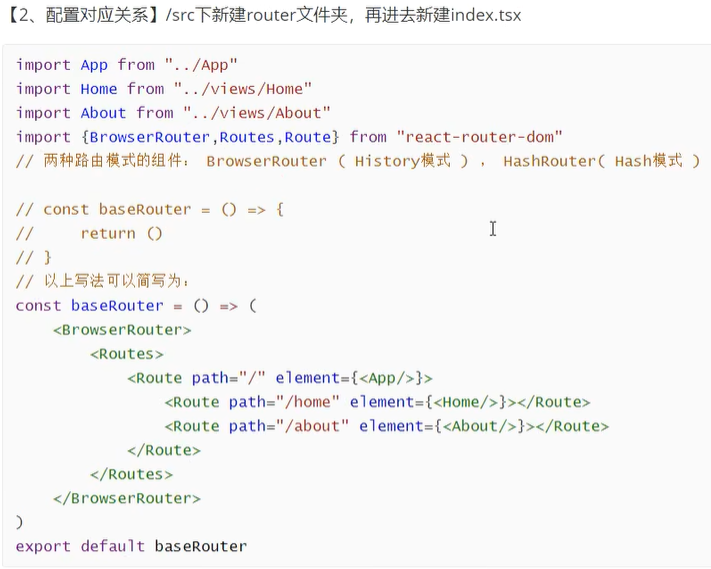 【2、配置对应关系】/src下新建router文件夹，再进去新建index.tsx
import App from "../App"
import Home from "../views/Home"
import About from "../views/About"
import {BrowserRouter,Routes,Route} from "react-router-dom"
// 两种路由模式的组件： BrowserRouter ( History模式 ) ， HashRouter( Hash模式 )
// const baseRouter = () => {
//     return ()
// }
// 以上写法可以简写为：
const baseRouter = () => (
    <BrowserRouter>
        <Routes>
            <Route path="/" element={<App/>}>
                <Route path="/home" element={<Home/>}></Route>
                <Route path="/about" element={<About/>}></Route>
            </Route>
        </Routes>
    </BrowserRouter>
)
export default baseRouter